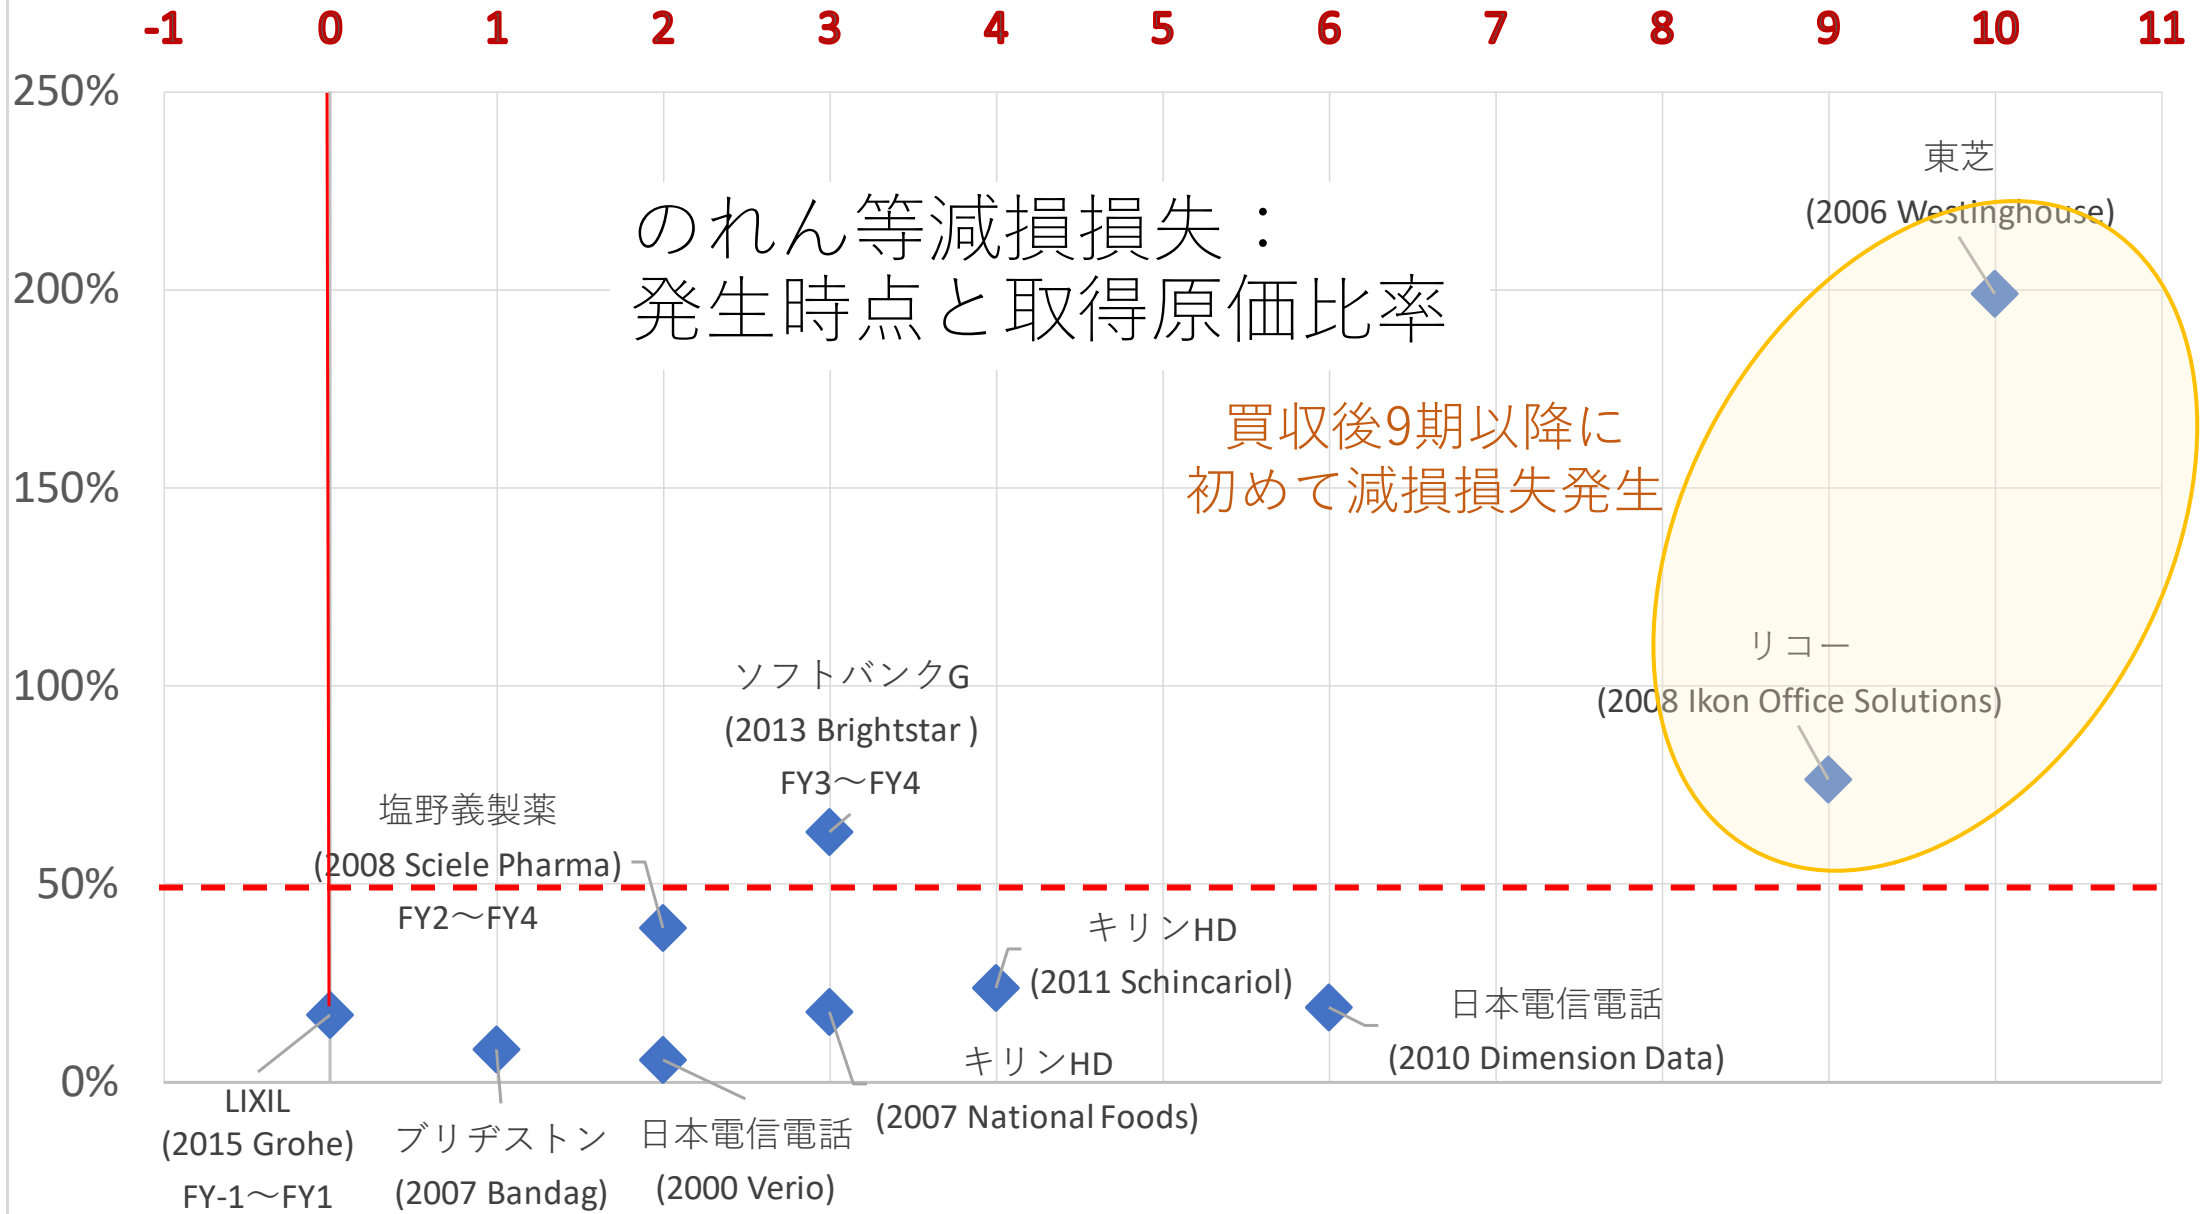 -1 0 1 2 3 4 5 6 7 8 9 10 11
250%
200%
150%
100%
50%
0%
のれん等減損損失：
発生時点と取得原価比率
買収後9期以降に
初めて減損損失発生
東芝
(2006 Westinghouse)
リコー
(2008 Ikon Office Solutions)
ソフトバンクG
(2013 Brightstar )
FY3～FY4
塩野義製薬
(2008 Sciele Pharma)
FY2～FY4
キリンHD
(2011 Schincariol)
日本電信電話
(2010 Dimension Data)
キリンHD
(2007 National Foods)
LIXIL
(2015 Grohe)
FY-1～FY1
ブリヂストン
(2007 Bandag)
日本電信電話
(2000 Verio)